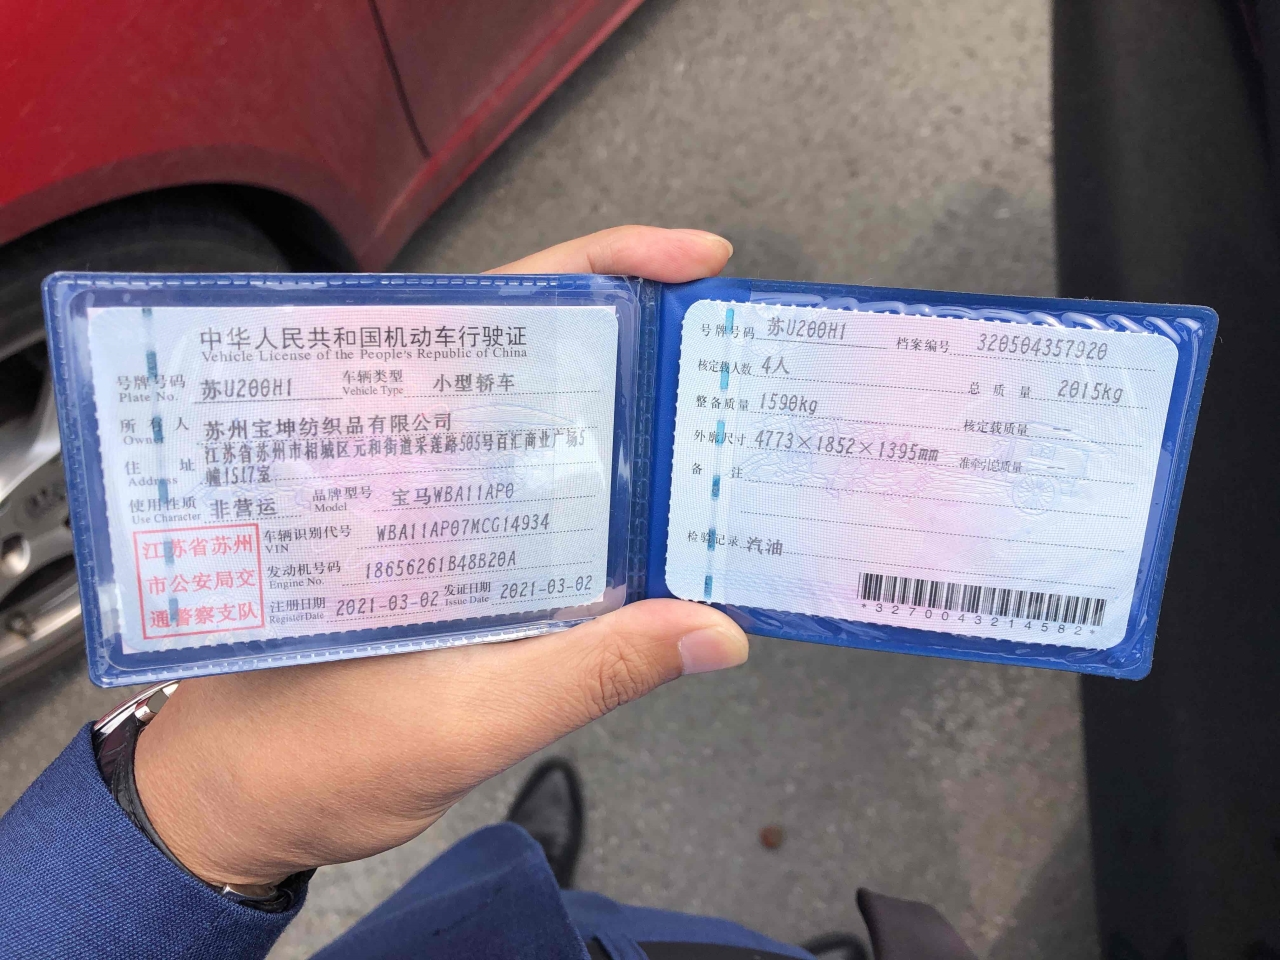 中华人民共和国机动车行驶证
Vehicle License of the People's Republic of China
号牌号码 苏U200H1 车辆类型 小型轿车
Plate No. Vehicle Type
所有人 苏州宝坤纺织品有限公司
Owner
江苏省苏州市相城区元和街道采莲路505号百汇商业广场5
住址 幢1517室
Address
使用性质 非营运 品牌型号 宝马WBA11AP0
Use Character Model
江苏省苏州
市公安局交
通警察支队
车辆识别代号 WBA11AP07MCG14934
VIN
发动机号码 18656261B48B20A
Engine No.
注册日期 2021-03-02 发证日期 2021-03-02
Register Date Issue Date
号牌号码 苏U200H1 档案编号 320504357920
核定载人数 4人 总质量 2015kg
整备质量 1590kg 核定载质量 --
外廓尺寸 4773×1852×1395mm 准牵引总质量 --
备注
检验记录 汽油
*3270043214582*